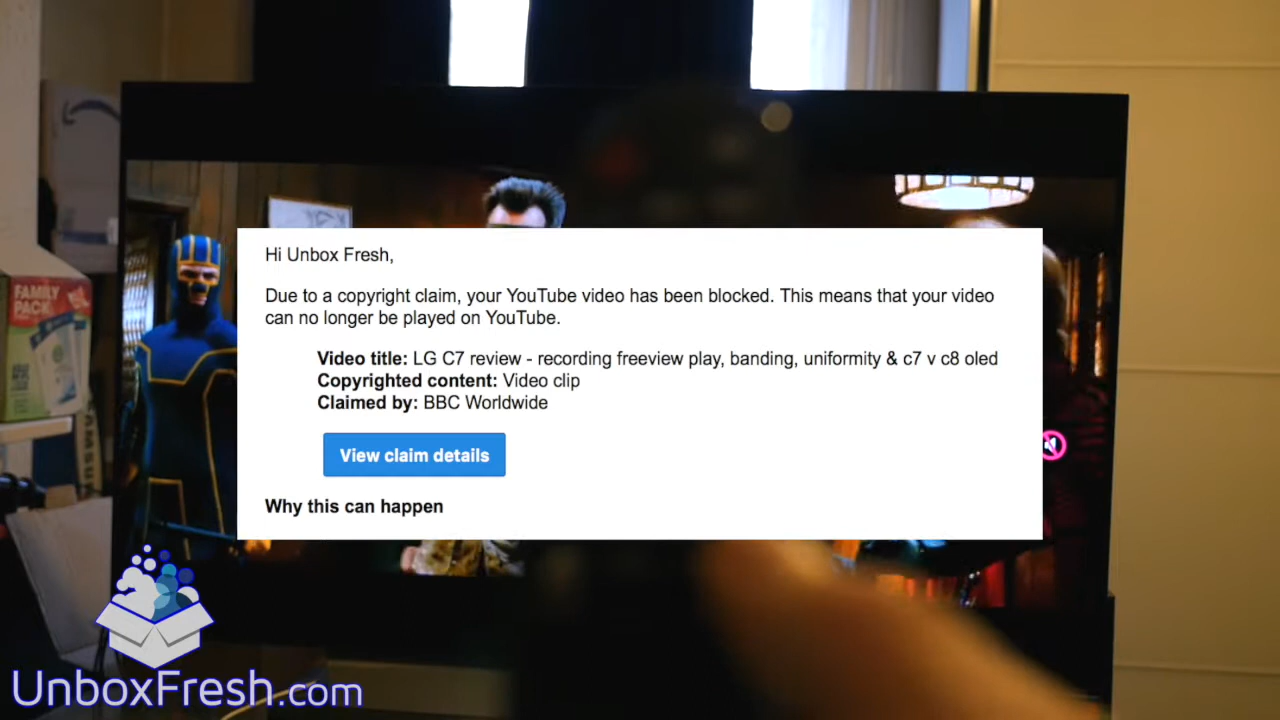 Hi Unbox Fresh,
Due to a copyright claim, your YouTube video has been blocked. This means that your video
can no longer be played on YouTube.
Video title: LG C7 review - recording freeview play, banding, uniformity & c7 v c8 oled
Copyrighted content: Video clip
Claimed by: BBC Worldwide
View claim details
Why this can happen
FAMILY
PACK
UnboxFresh.com